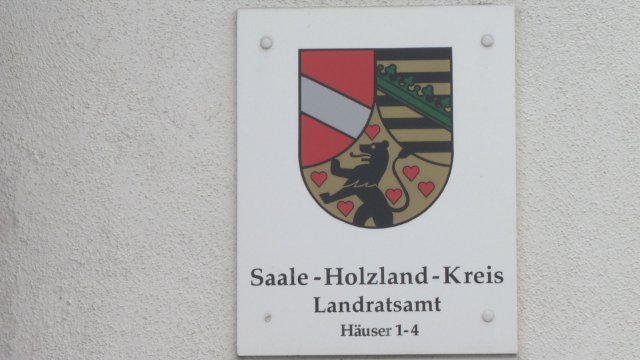 Saale-Holzland-Kreis
Landratsamt
Häuser 1-4